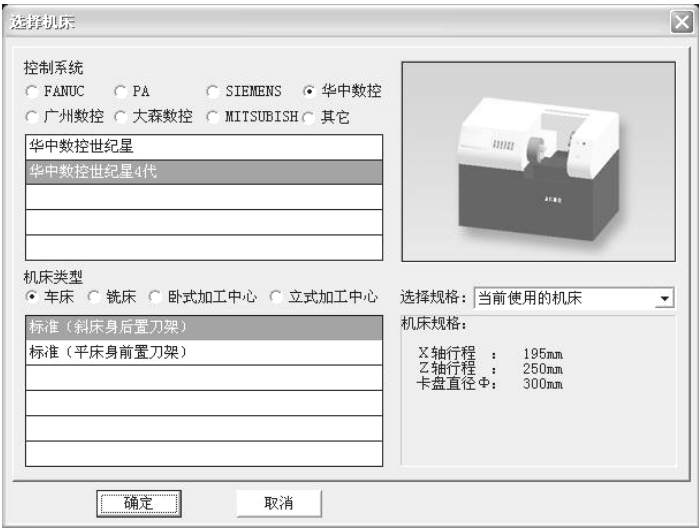 选择机床
控制系统
FANUC PA SIEMENS 华中数控
广州数控 大森数控 MITSUBISH 其它
华中数控世纪星
华中数控世纪星4代
机床类型
车床 铣床 卧式加工中心 立式加工中心
标准（斜床身后置刀架）
标准（平床身前置刀架）
选择规格: 当前使用的机床
机床规格:
X轴行程 : 195mm
Z轴行程 : 250mm
卡盘直径Φ: 300mm
确定 取消